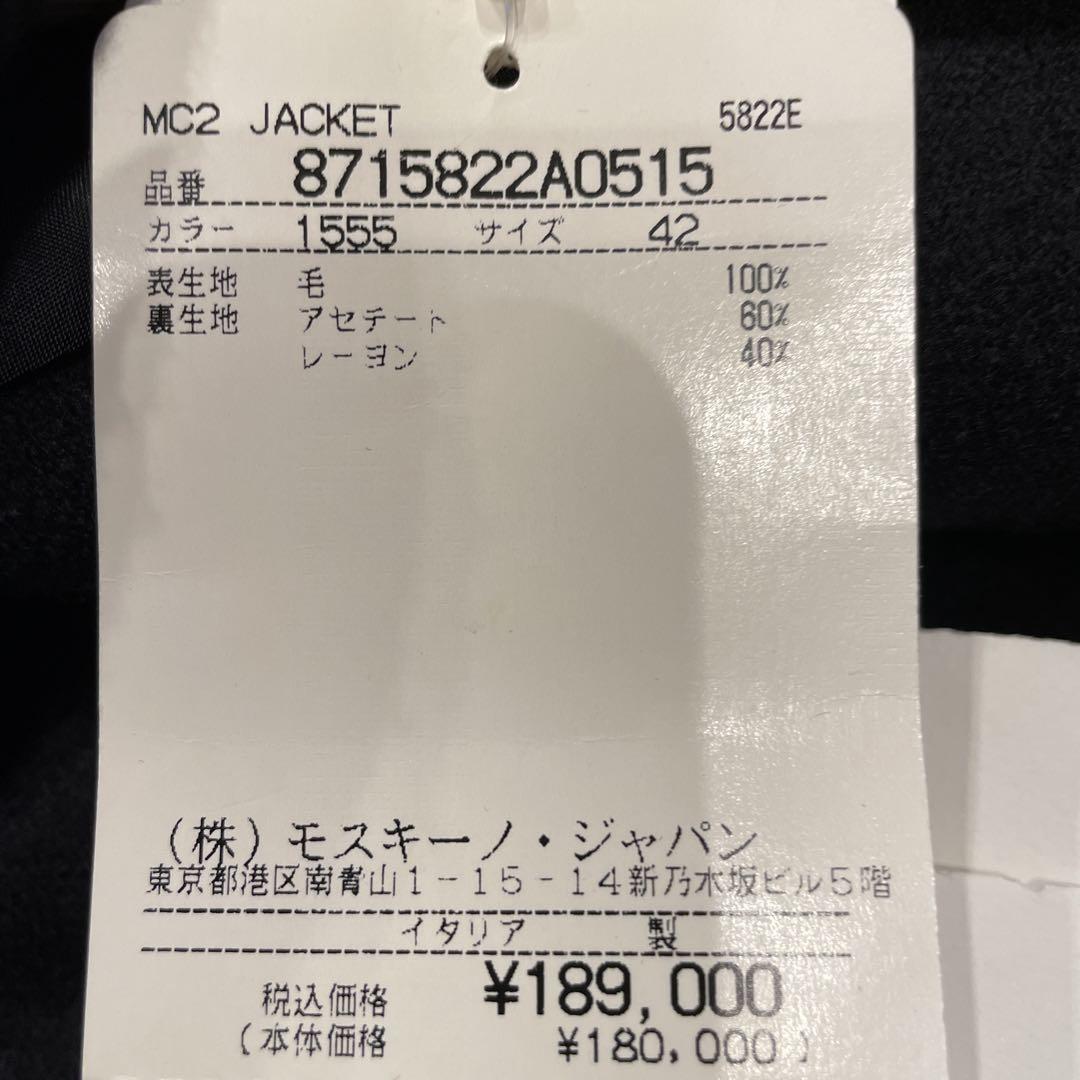 MC2 JACKET 5822E
品番 8715822A0515
カラー 1555 サイズ 42
表生地 毛 100%
裏生地 アセテート 60%
レーヨン 40%
(株)モスキーノ・ジャパン
東京都港区南青山1-15-14新乃木坂ビル5階
イタリア 製
税込価格 ¥189,000
(本体価格 ¥180,000)